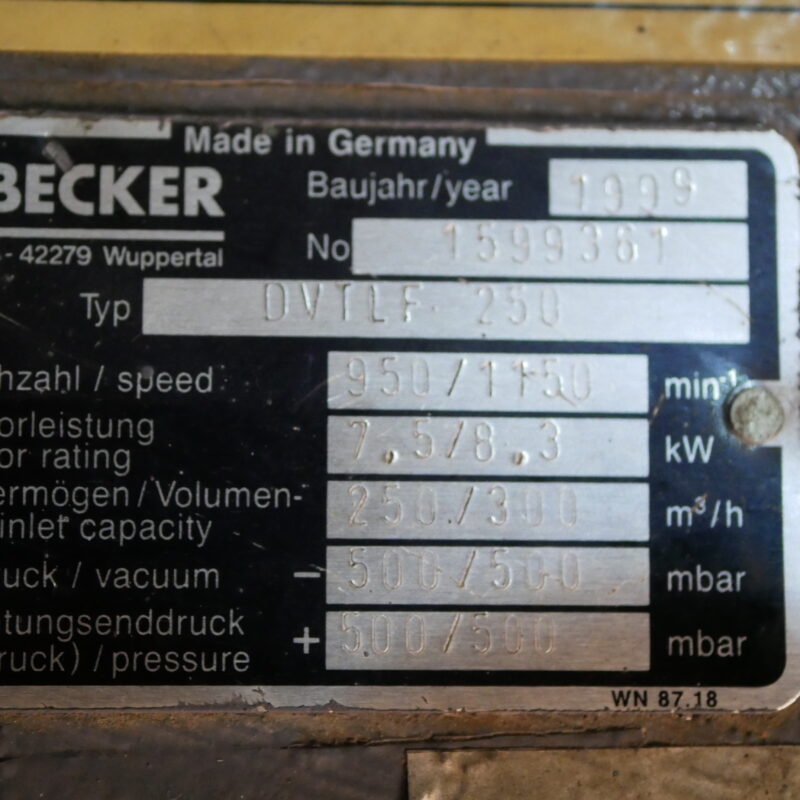 Made in Germany
BECKER
Baujahr/year 1999
- 42279 Wuppertal
No 1599361
Typ DVTLF 250
hzahl / speed 950/1150 min-1
orleistung
or rating 7,5/8,3 kW
ermögen/Volumen-
inlet capacity 250/300 m³/h
ruck / vacuum - 500/500 mbar
tungsenddruck
ruck) / pressure + 500/500 mbar
WN 87.18